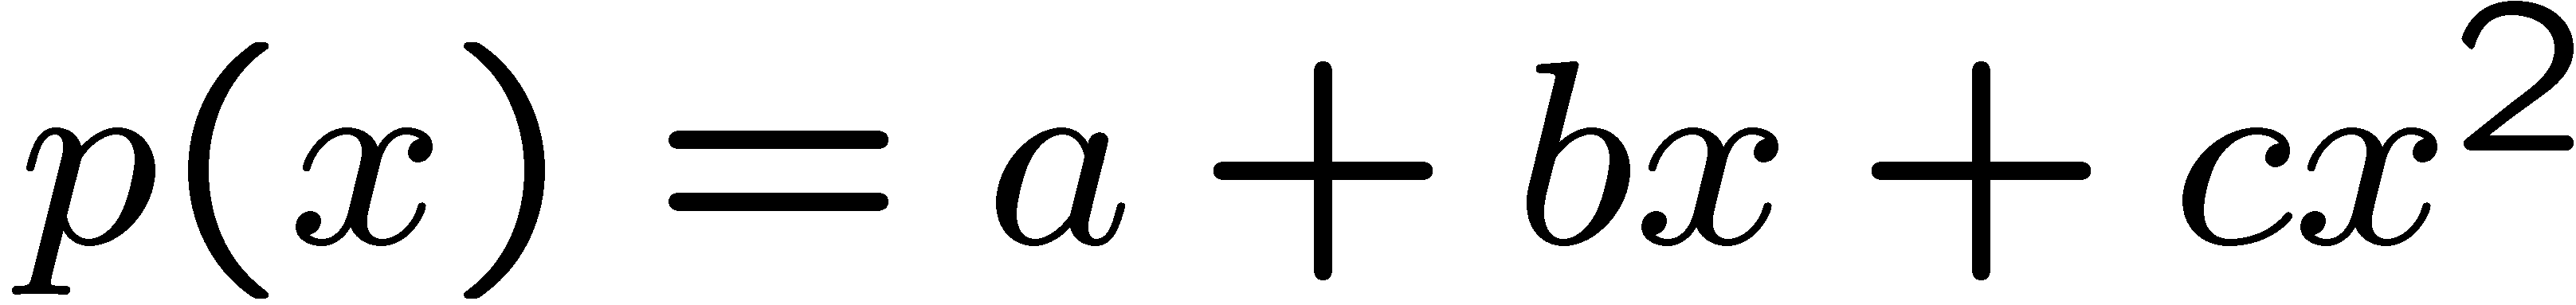 p(x) = a + bx + cx²